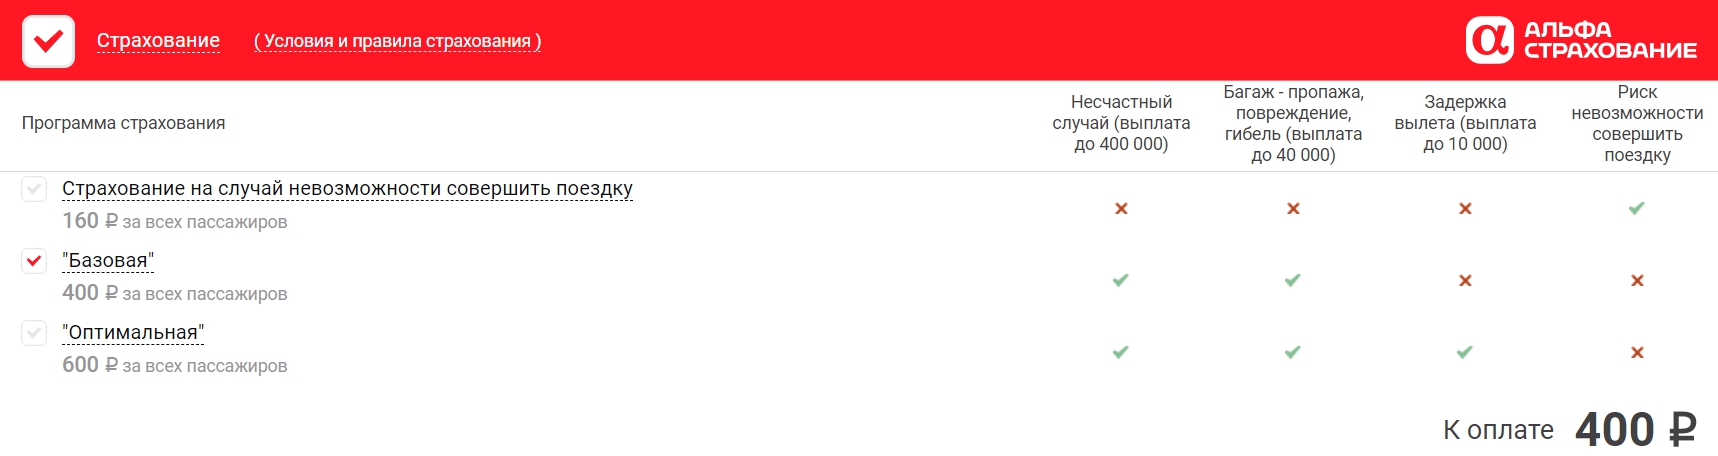 Страхование
( Условия и правила страхования )
АЛЬФА
СТРАХОВАНИЕ
Программа страхования
Несчастный
случай (выплата
до 400 000)
Багаж - пропажа,
повреждение,
гибель (выплата
до 40 000)
Задержка
вылета (выплата
до 10 000)
Риск
невозможности
совершить
поездку
Страхование на случай невозможности совершить поездку
160 ₽ за всех пассажиров
"Базовая"
400 ₽ за всех пассажиров
"Оптимальная"
600 ₽ за всех пассажиров
К оплате 400 ₽